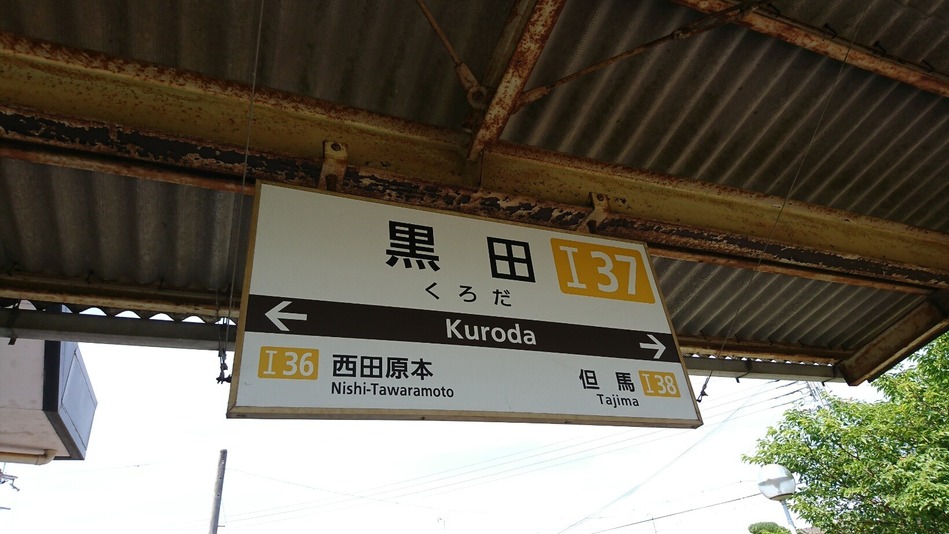 黒田 I37
くろだ
Kuroda
I36 西田原本
Nishi-Tawaramoto
但馬 I38
Tajima